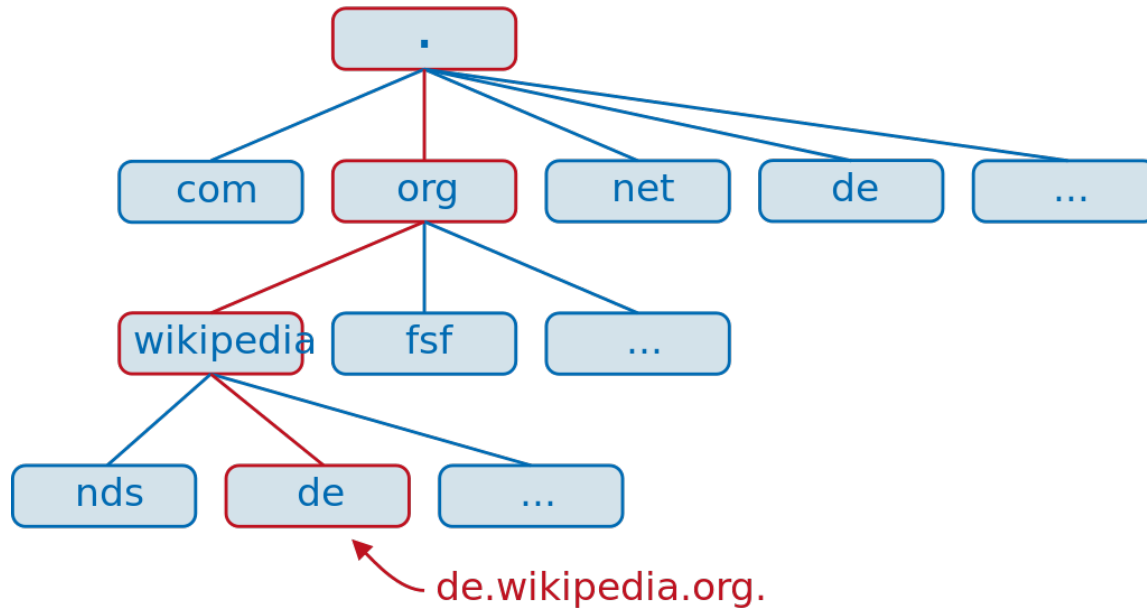 .
com org net de ...
wikipedia fsf ...
nds de ...
de.wikipedia.org.